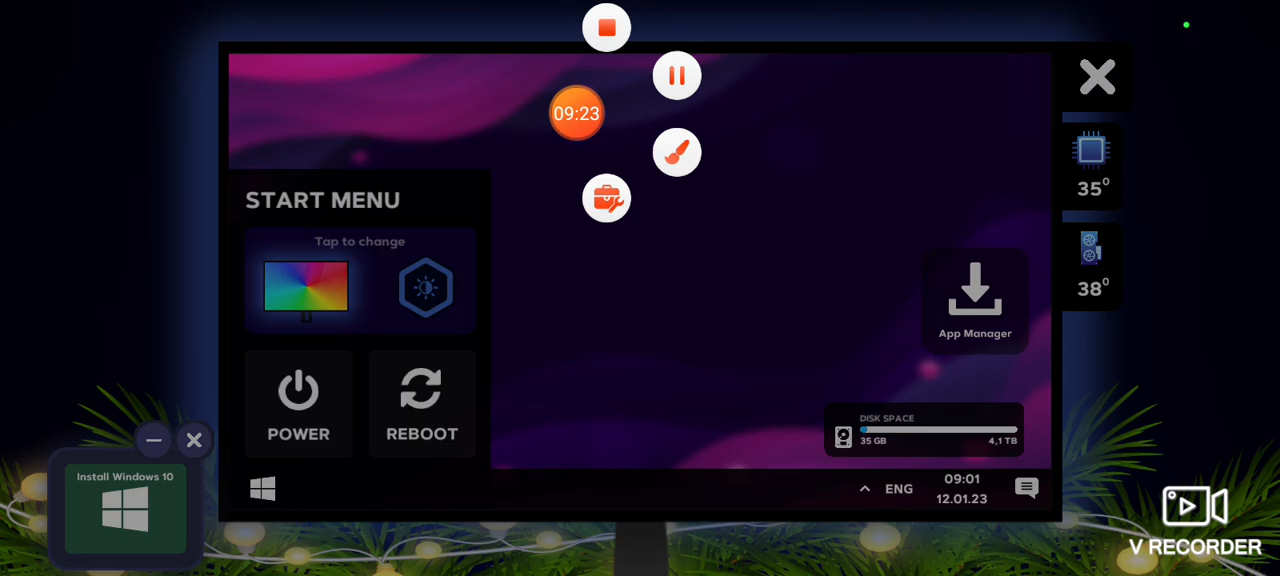 09:23
35°
START MENU
Tap to change
38°
App Manager
POWER
REBOOT
DISK SPACE
35 GB
4,1 TB
Install Windows 10
ENG
09:01
12.01.23
V RECORDER